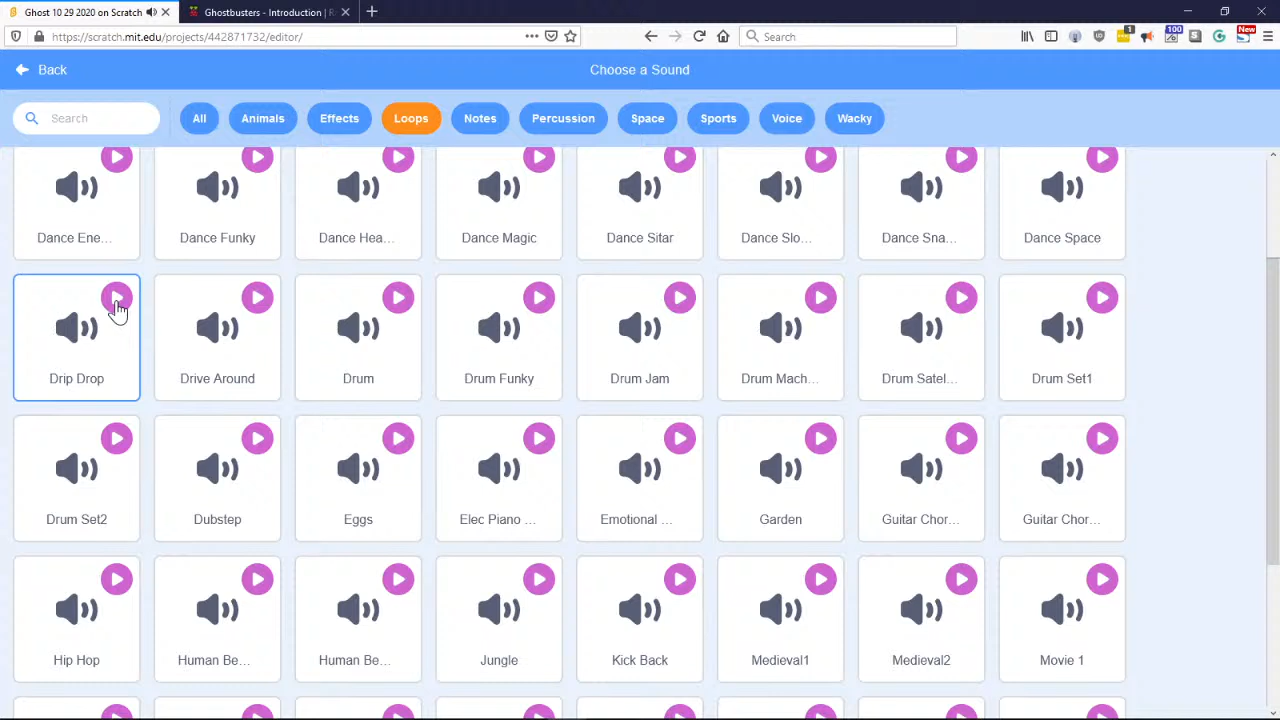 Ghost 10 29 2020 on Scratch
Ghostbusters - Introduction | R
https://scratch.mit.edu/projects/442871732/editor/
Search
1
100
New
Back
Choose a Sound
Search
All
Animals
Effects
Loops
Notes
Percussion
Space
Sports
Voice
Wacky
Dance Ene...
Dance Funky
Dance Hea...
Dance Magic
Dance Sitar
Dance Slo...
Dance Sna...
Dance Space
Drip Drop
Drive Around
Drum
Drum Funky
Drum Jam
Drum Mach...
Drum Satel...
Drum Set1
Drum Set2
Dubstep
Eggs
Elec Piano ...
Emotional ...
Garden
Guitar Chor...
Guitar Chor...
Hip Hop
Human Be...
Human Be...
Jungle
Kick Back
Medieval1
Medieval2
Movie 1